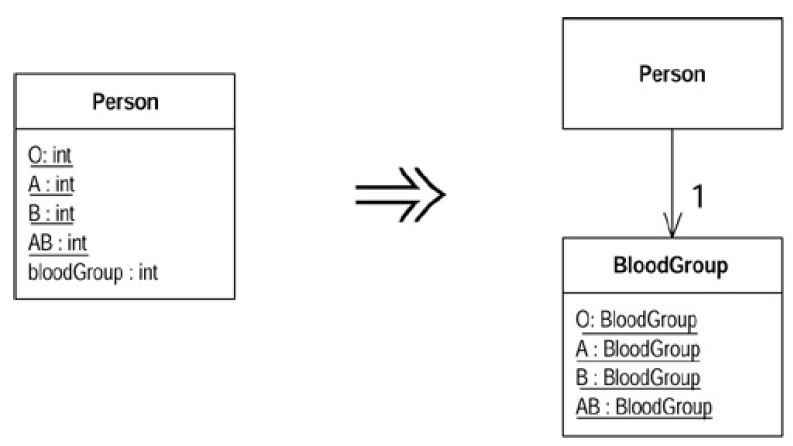 Person
O: int
A : int
B : int
AB : int
bloodGroup : int
Person
1
BloodGroup
O: BloodGroup
A : BloodGroup
B : BloodGroup
AB : BloodGroup